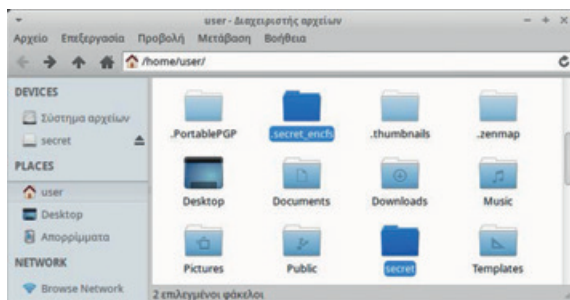 user - Διαχειριστής αρχείων
Αρχείο Επεξεργασία Προβολή Μετάβαση Βοήθεια
/home/user/
DEVICES
Σύστημα αρχείων
secret
PLACES
user
Desktop
Απορρίμματα
NETWORK
Browse Network
.PortablePGP .secret_encfs .thumbnails .zenmap
Desktop Documents Downloads Music
Pictures Public secret Templates
2 επιλεγμένοι φάκελοι